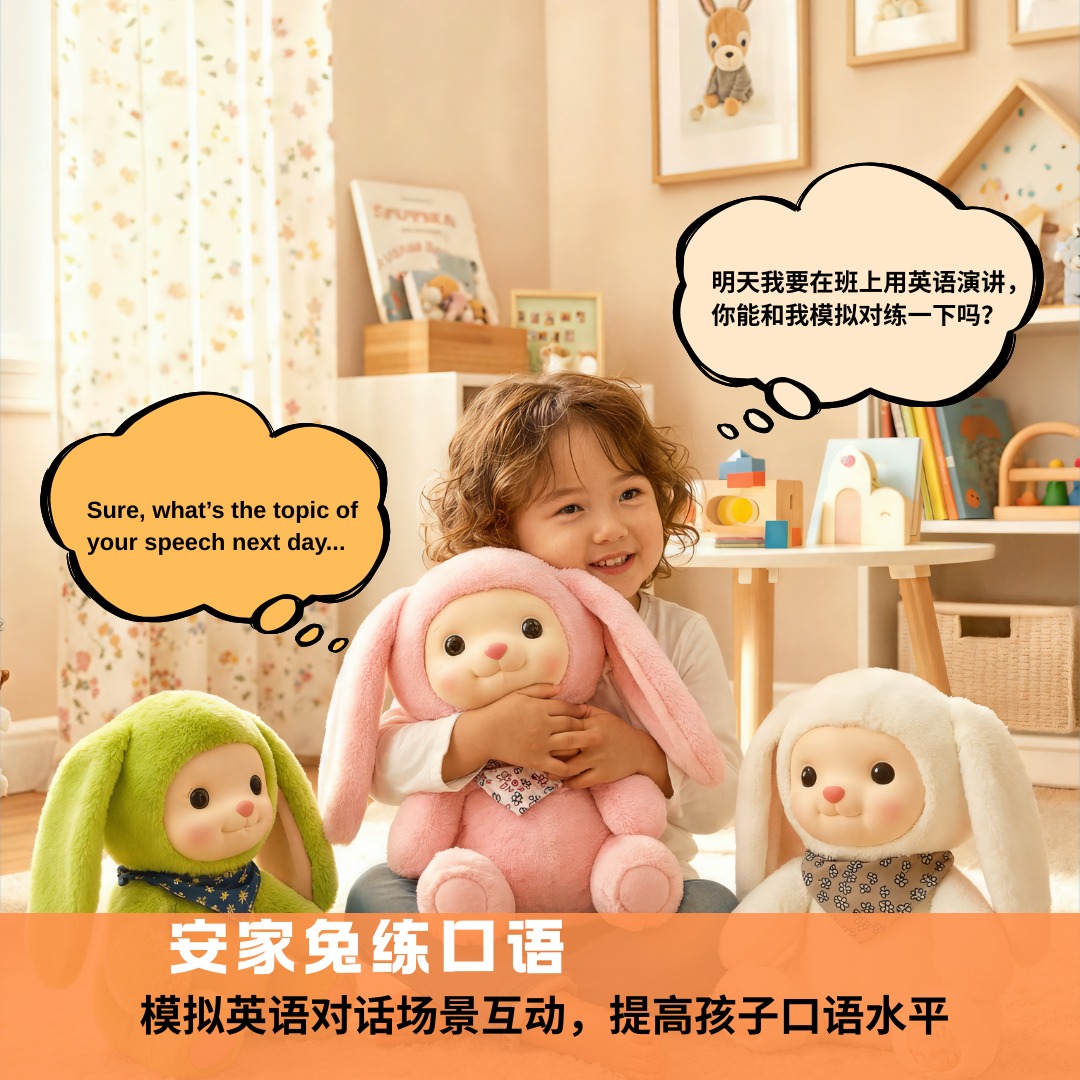 明天我要在班上用英语演讲，
你能和我模拟对练一下吗？
Sure, what's the topic of
your speech next day...
安家兔练口语
模拟英语对话场景互动，提高孩子口语水平